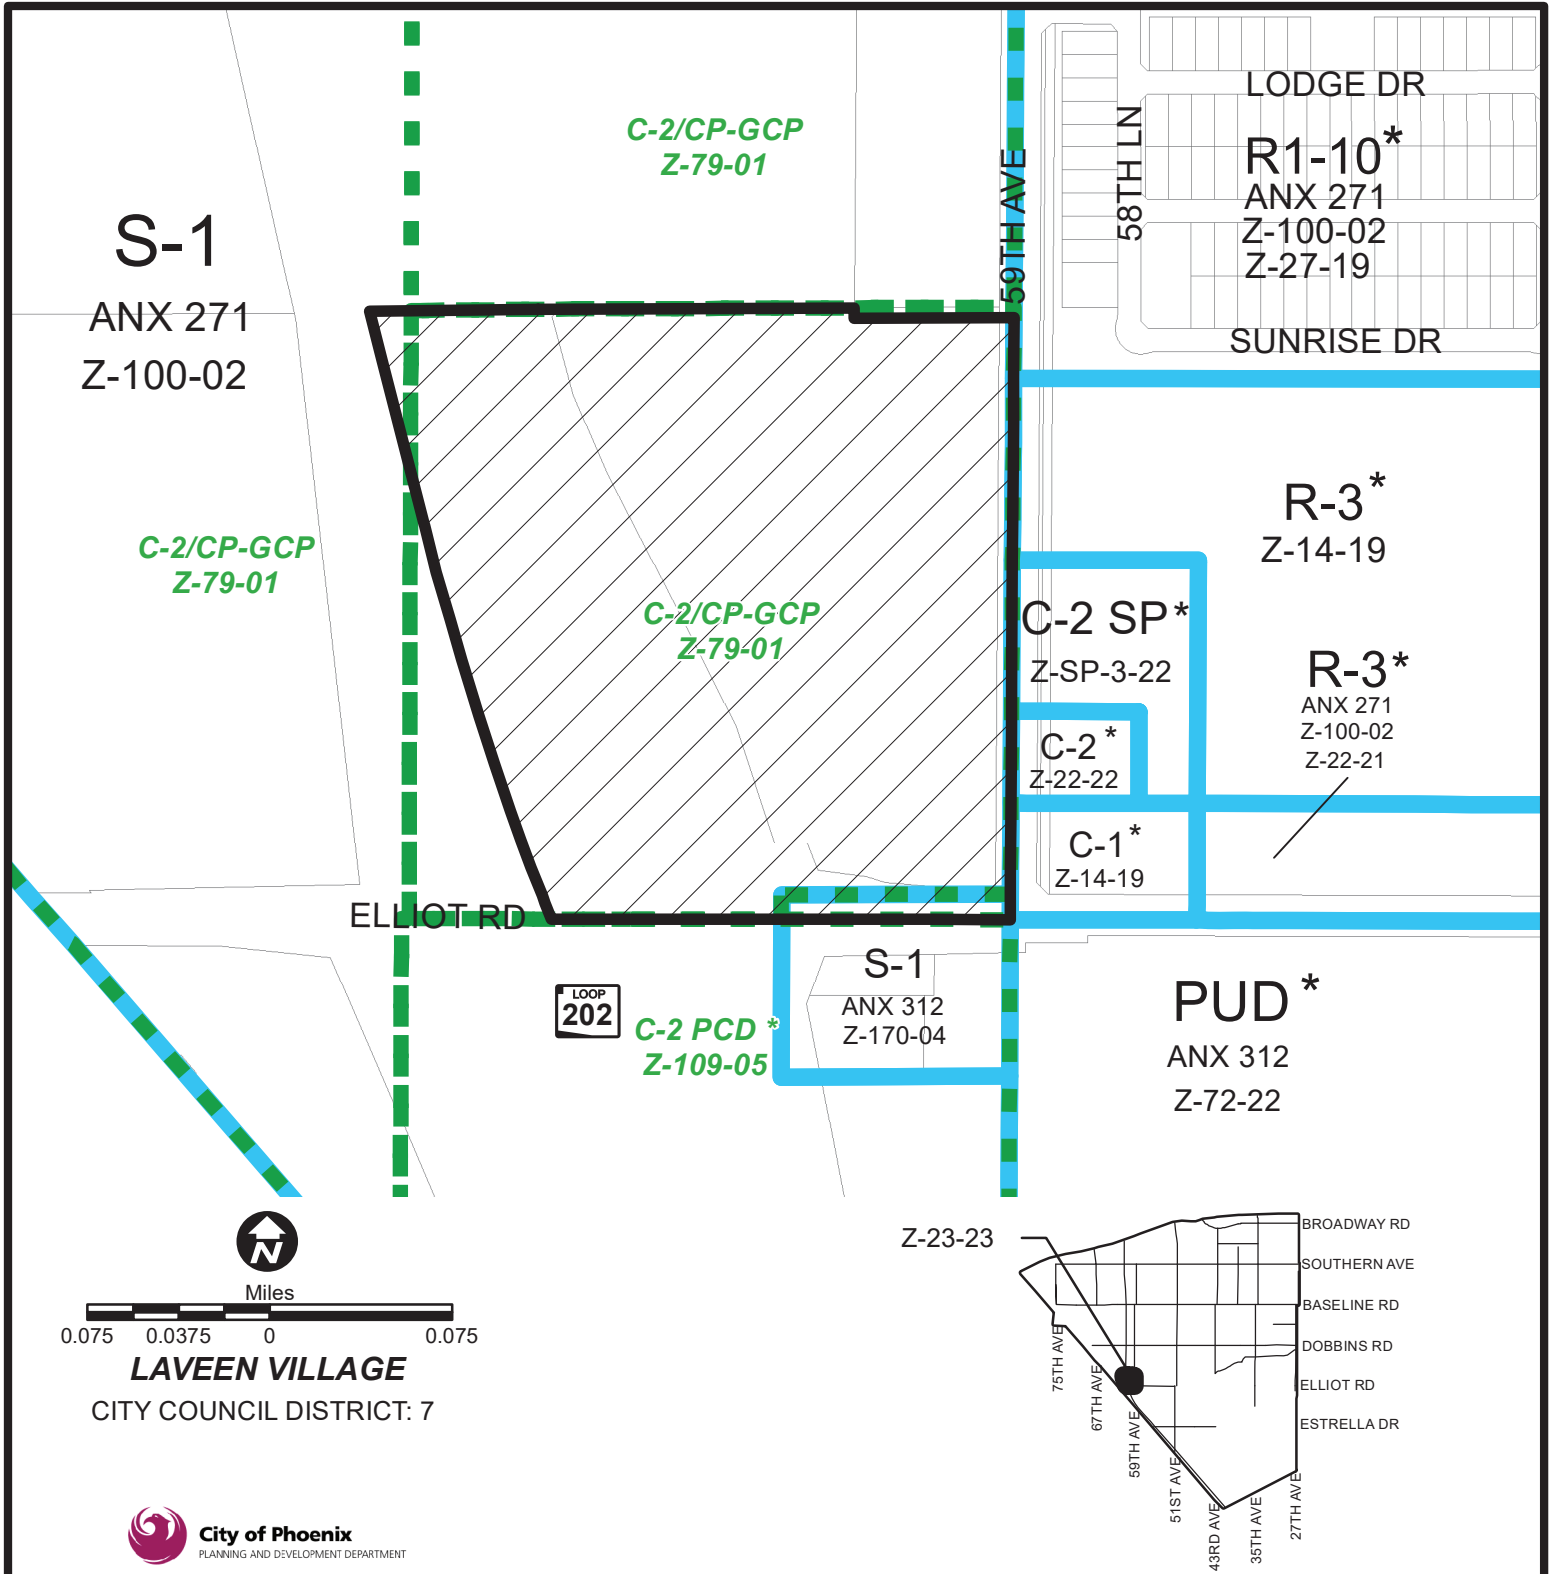 C-2/CP-GCP
Z-79-01
59TH AVE
58TH LN
LODGE DR
R1-10*
ANX 271
Z-100-02
Z-27-19
SUNRISE DR
S-1
ANX 271
Z-100-02
C-2/CP-GCP
Z-79-01
C-2/CP-GCP
Z-79-01
R-3*
Z-14-19
C-2 SP*
Z-SP-3-22
R-3*
ANX 271
Z-100-02
Z-22-21
C-2*
Z-22-22
C-1*
Z-14-19
ELLIOT RD
LOOP
202
C-2 PCD *
Z-109-05
S-1
ANX 312
Z-170-04
PUD*
ANX 312
Z-72-22
N
Miles
0.075 0.0375 0 0.075
LAVEEN VILLAGE
CITY COUNCIL DISTRICT: 7
City of Phoenix
PLANNING AND DEVELOPMENT DEPARTMENT
Z-23-23
BROADWAY RD
SOUTHERN AVE
BASELINE RD
DOBBINS RD
ELLIOT RD
ESTRELLA DR
75TH AVE
67TH AVE
59TH AVE
51ST AVE
43RD AVE
35TH AVE
27TH AVE